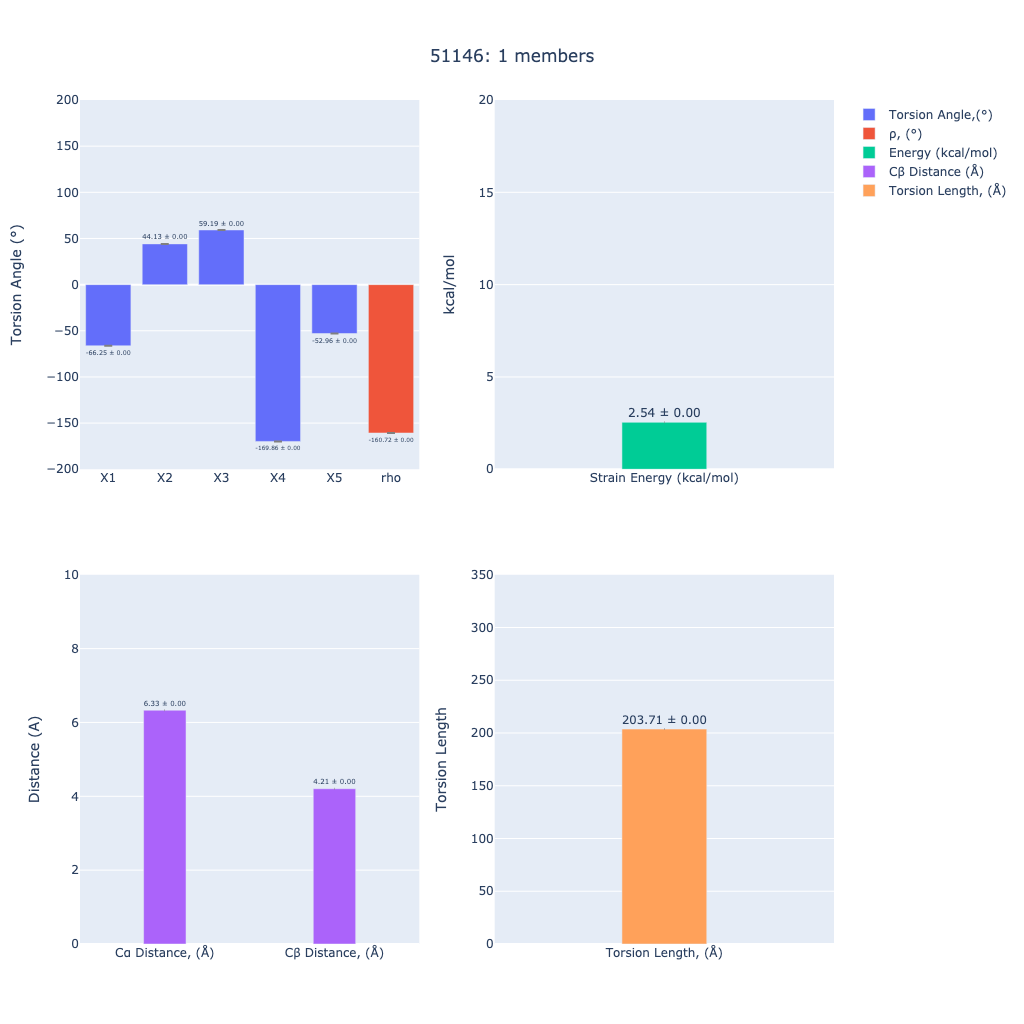 51146: 1 members
Torsion Angle (°)
200
150
100
50
0
−50
−100
−150
−200
-66.25 ± 0.00
44.13 ± 0.00
59.19 ± 0.00
-169.86 ± 0.00
-52.96 ± 0.00
-160.72 ± 0.00
X1 X2 X3 X4 X5 rho
kcal/mol
20
15
10
5
0
2.54 ± 0.00
Strain Energy (kcal/mol)
Torsion Angle,(°)
ρ, (°)
Energy (kcal/mol)
Cβ Distance (Å)
Torsion Length, (Å)
Distance (A)
10
8
6
4
2
0
6.33 ± 0.00
4.21 ± 0.00
Cα Distance, (Å) Cβ Distance, (Å)
Torsion Length
350
300
250
200
150
100
50
0
203.71 ± 0.00
Torsion Length, (Å)